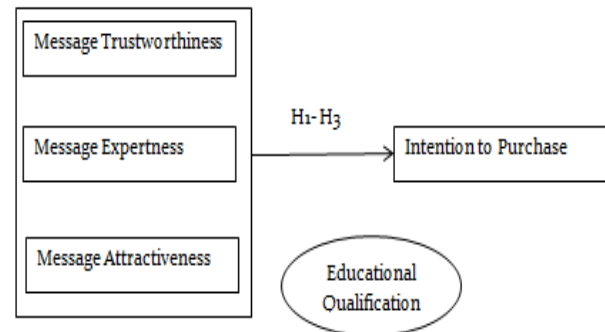 Message Trustworthiness
H1-H3
Message Expertness
Intention to Purchase
Message Attractiveness
Educational
Qualification